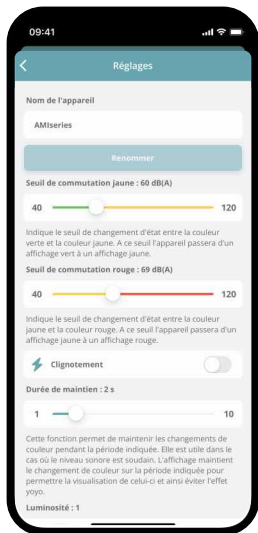 09:41
Réglages
Nom de l'appareil
AMIseries
Renommer
Seuil de commutation jaune : 60 dB(A)
40 120
Indique le seuil de changement d'état entre la couleur
verte et la couleur jaune. A ce seuil l'appareil passera d'un
affichage vert à un affichage jaune.
Seuil de commutation rouge : 69 dB(A)
40 120
Indique le seuil de changement d'état entre la couleur
jaune et la couleur rouge. A ce seuil l'appareil passera d'un
affichage jaune à un affichage rouge.
Clignotement
Durée de maintien : 2 s
1 10
Cette fonction permet de maintenir les changements de
couleur pendant la période indiquée. Elle est utile dans le
cas où le niveau sonore est soudain. L'affichage maintient
le changement de couleur sur la période indiquée pour
permettre la visualisation de celui-ci et ainsi éviter l'effet
yoyo.
Luminosité : 1